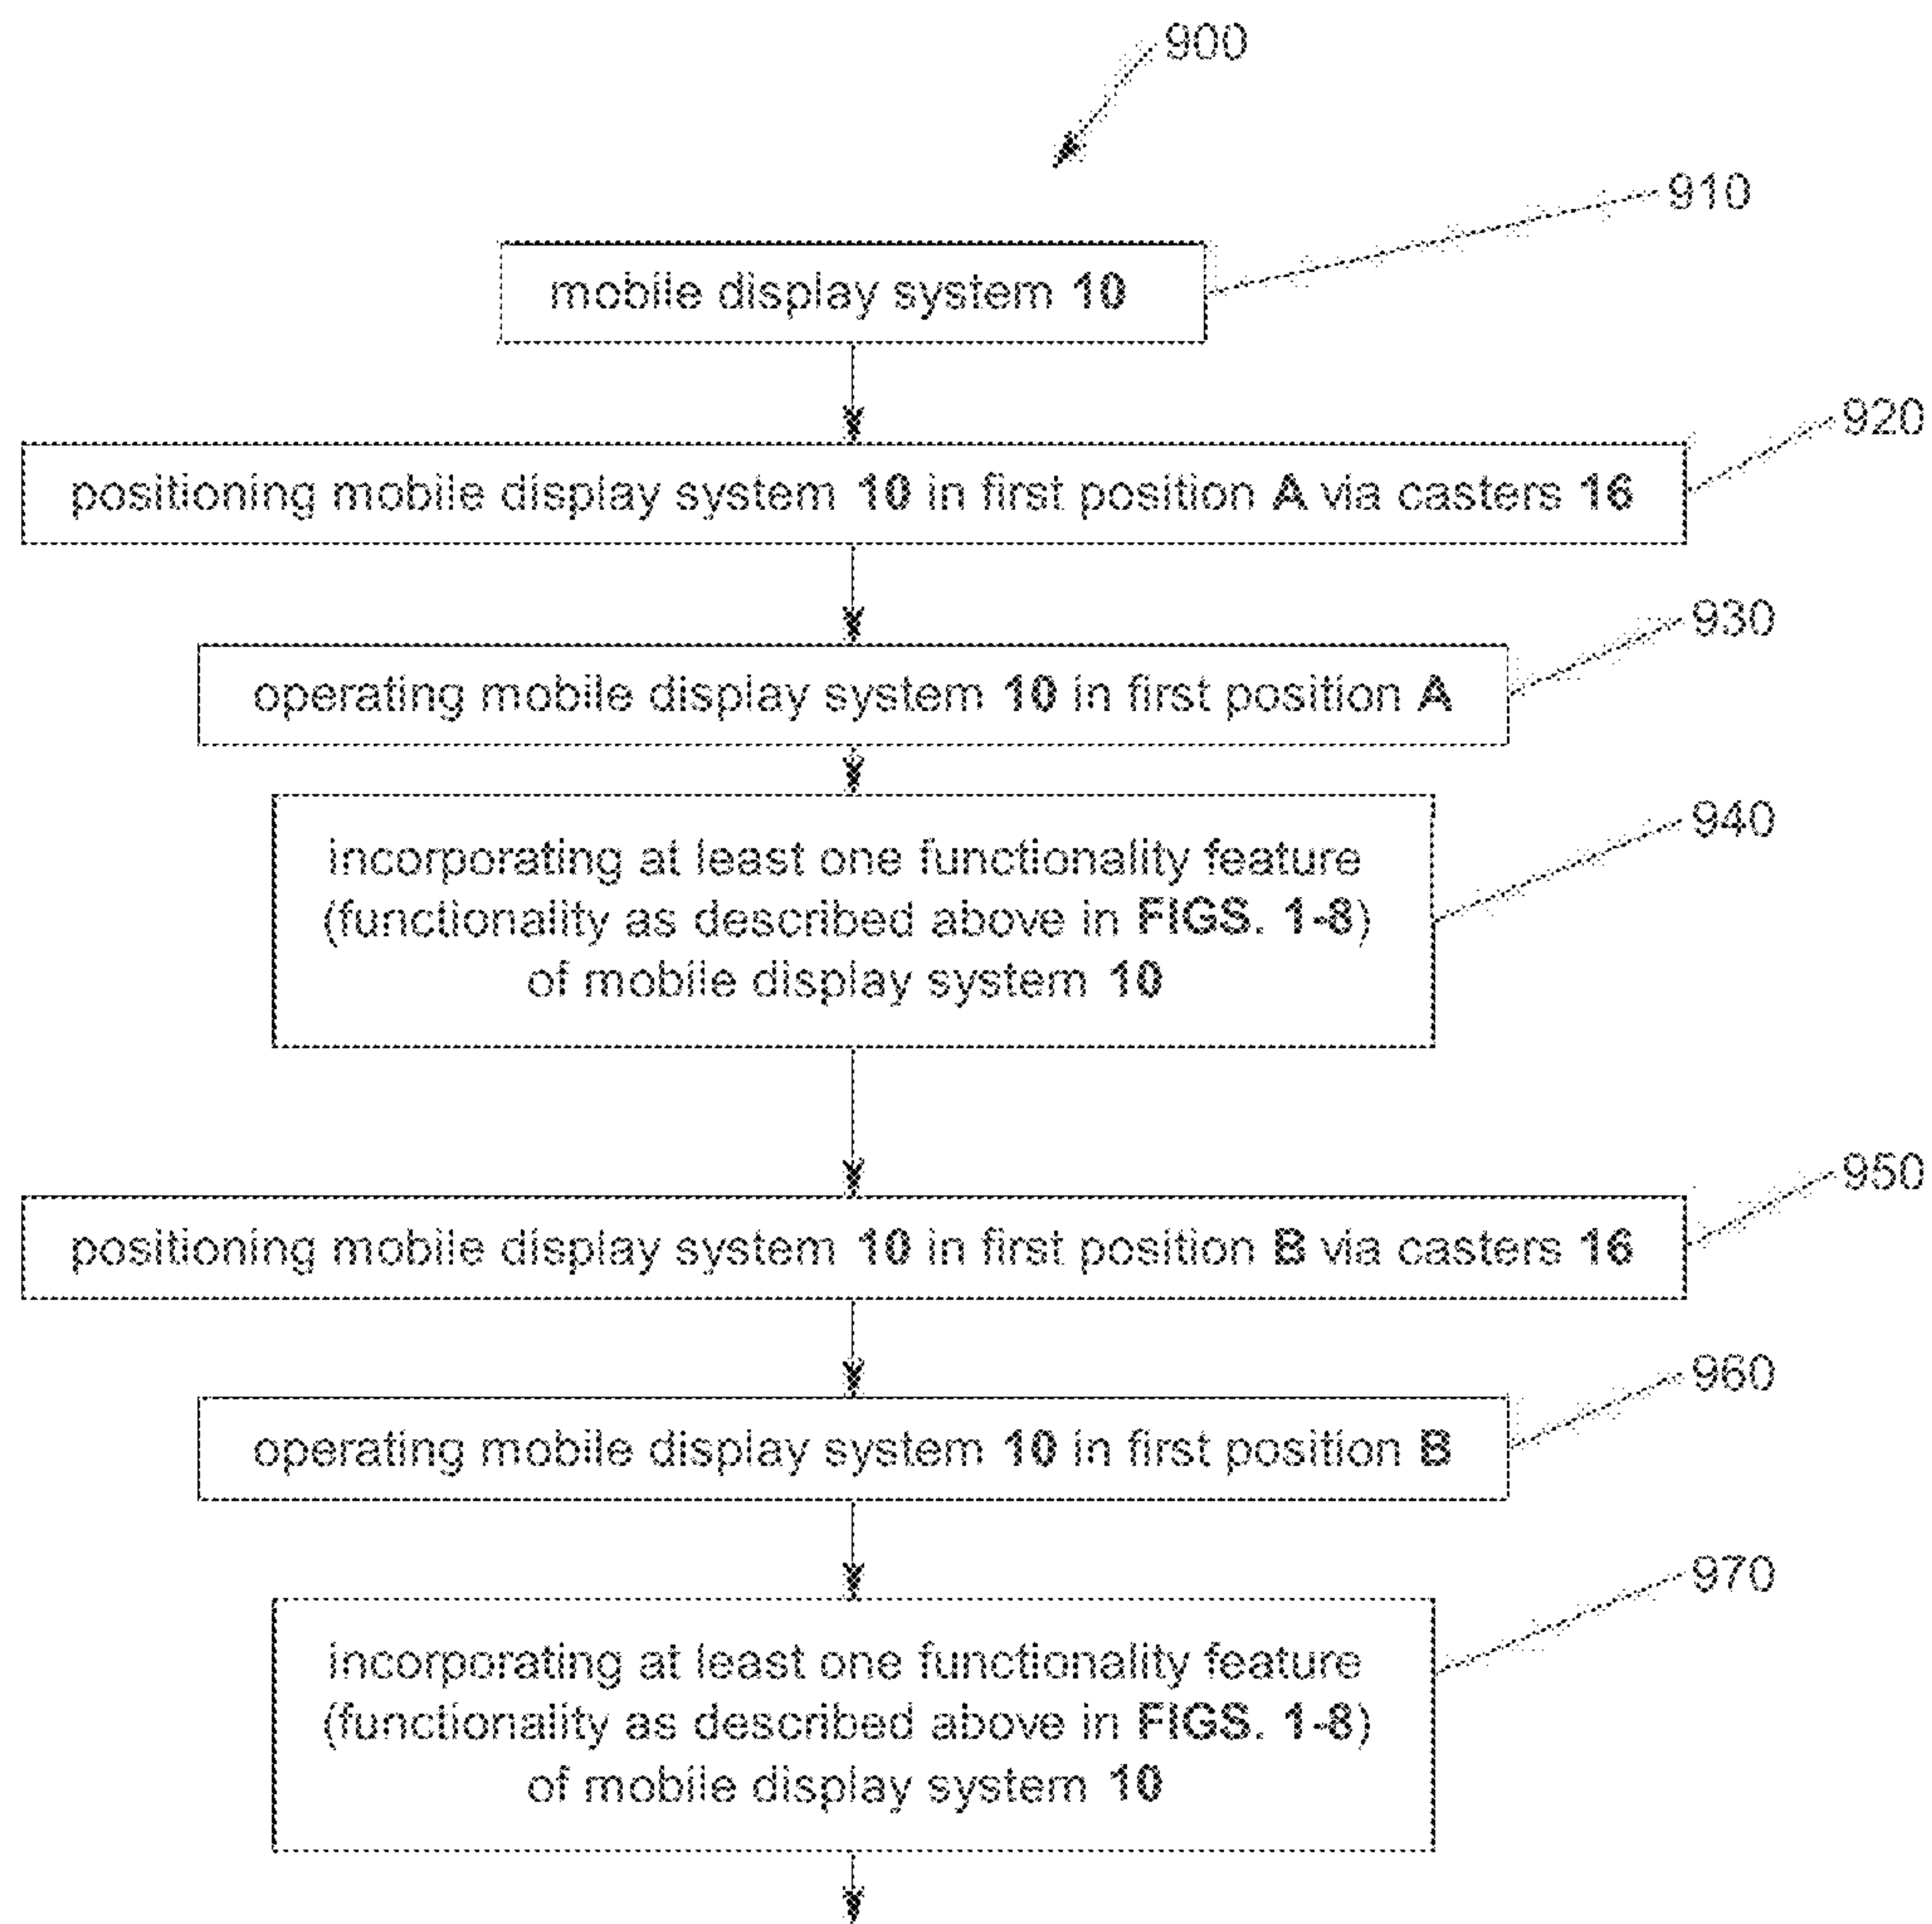 900
910
mobile display system 10
920
positioning mobile display system 10 in first position A via casters 16
930
operating mobile display system 10 in first position A
940
incorporating at least one functionality feature
(functionality as described above in FIGS. 1-8)
of mobile display system 10
950
positioning mobile display system 10 in first position B via casters 16
960
operating mobile display system 10 in first position B
970
incorporating at least one functionality feature
(functionality as described above in FIGS. 1-8)
of mobile display system 10